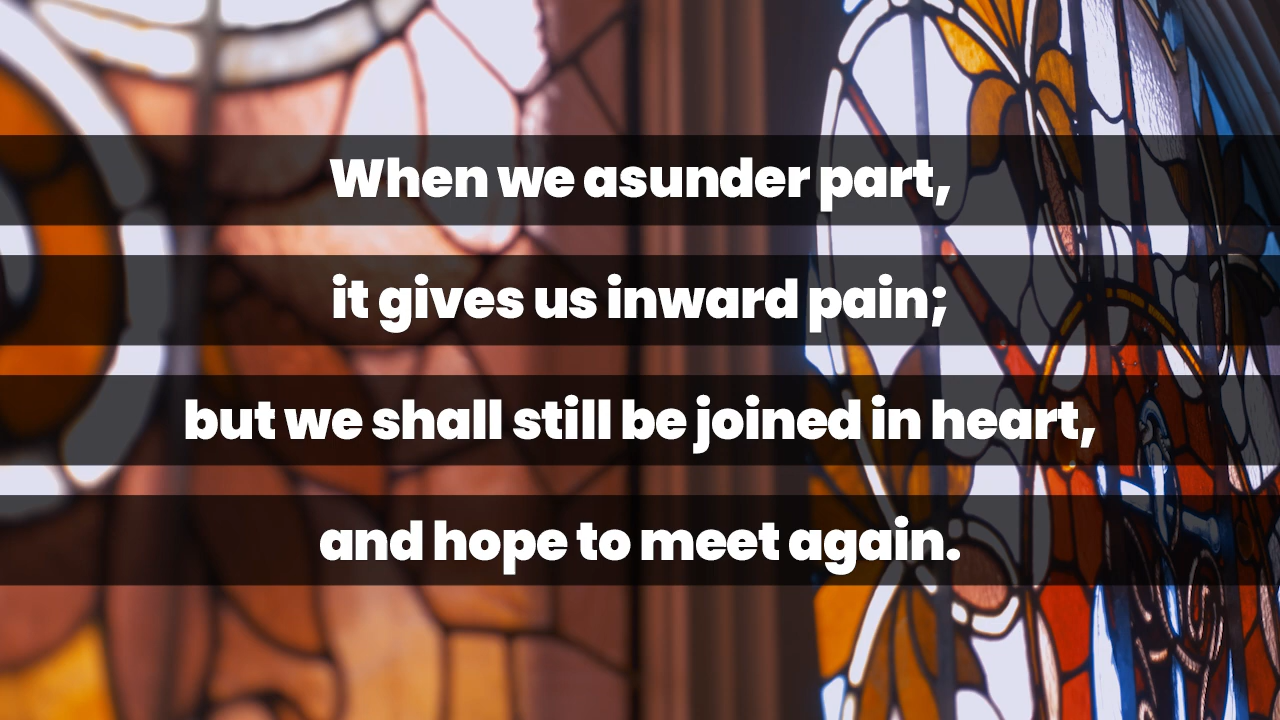 When we asunder part,
it gives us inward pain;
but we shall still be joined in heart,
and hope to meet again.